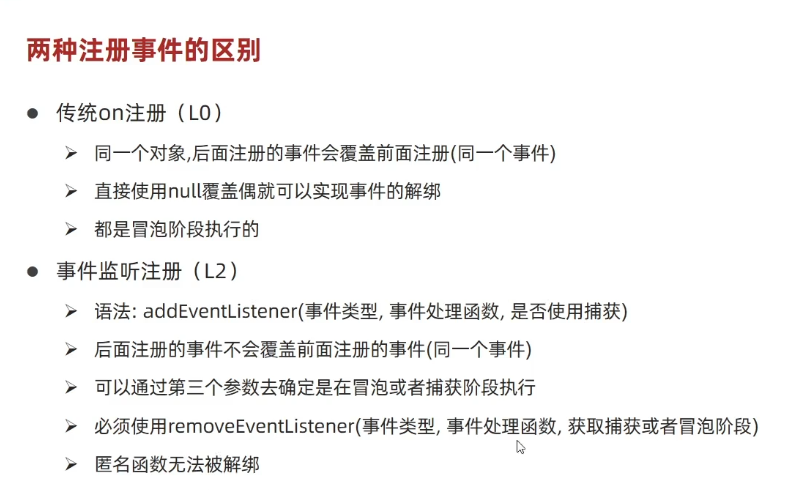 两种注册事件的区别
传统on注册（L0）
同一个对象,后面注册的事件会覆盖前面注册(同一个事件)
直接使用null覆盖偶就可以实现事件的解绑
都是冒泡阶段执行的
事件监听注册（L2）
语法: addEventListener(事件类型, 事件处理函数, 是否使用捕获)
后面注册的事件不会覆盖前面注册的事件(同一个事件)
可以通过第三个参数去确定是在冒泡或者捕获阶段执行
必须使用removeEventListener(事件类型, 事件处理函数, 获取捕获或者冒泡阶段)
匿名函数无法被解绑